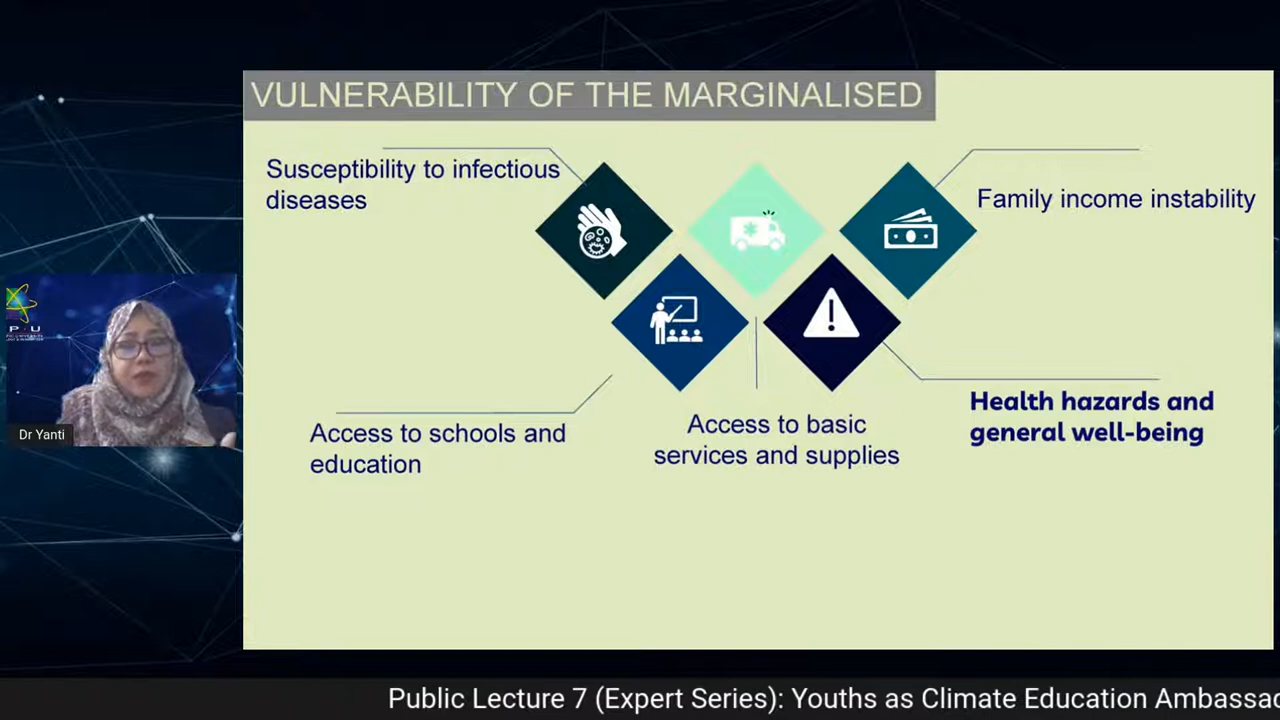 VULNERABILITY OF THE MARGINALISED
Susceptibility to infectious
diseases
Family income instability
Access to schools and
education
Access to basic
services and supplies
Health hazards and
general well-being
P U
Dr Yanti
Public Lecture 7 (Expert Series): Youths as Climate Education Ambassac